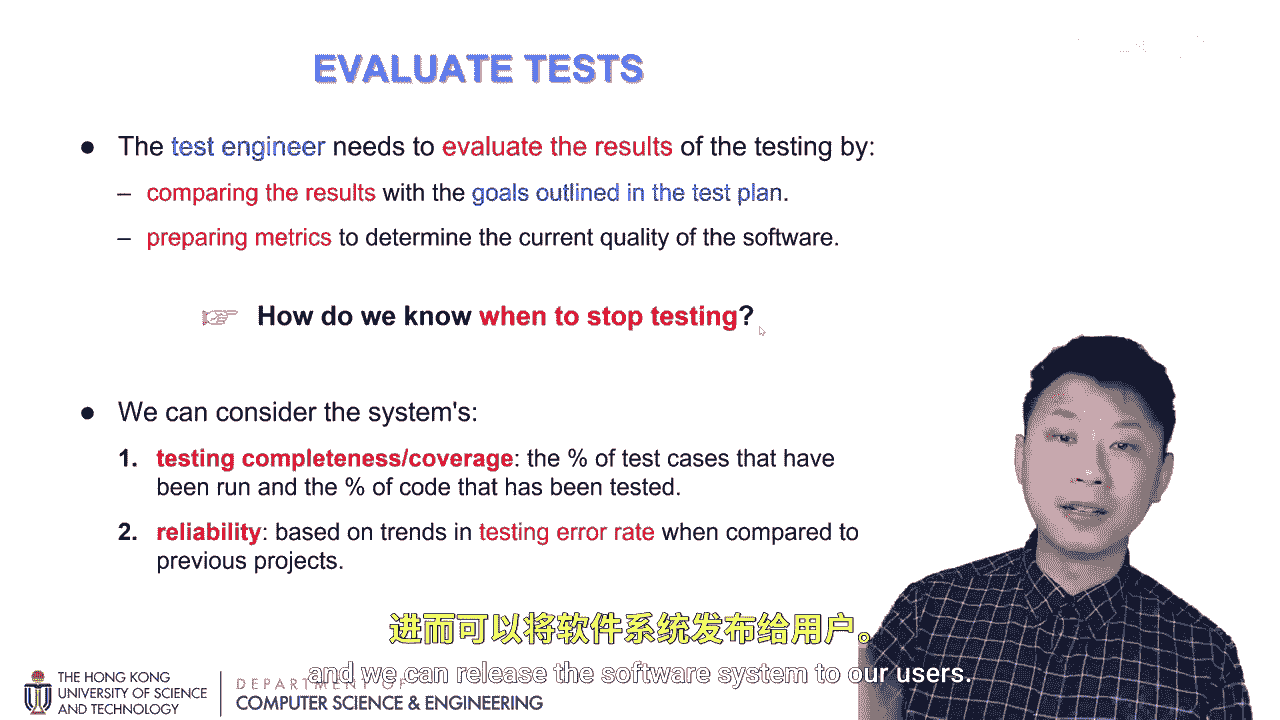 EVALUATE TESTS
● The test engineer needs to evaluate the results of the testing by:
– comparing the results with the goals outlined in the test plan.
– preparing metrics to determine the current quality of the software.
☞ How do we know when to stop testing?
● We can consider the system's:
1. testing completeness/coverage: the % of test cases that have
been run and the % of code that has been tested.
2. reliability: based on trends in testing error rate when compared to
previous projects.
进而可以将软件系统发布给用户。
and we can release the software system to our users.
THE HONG KONG
UNIVERSITY OF SCIENCE
AND TECHNOLOGY
DEPARTMENT OF
COMPUTER SCIENCE & ENGINEERING